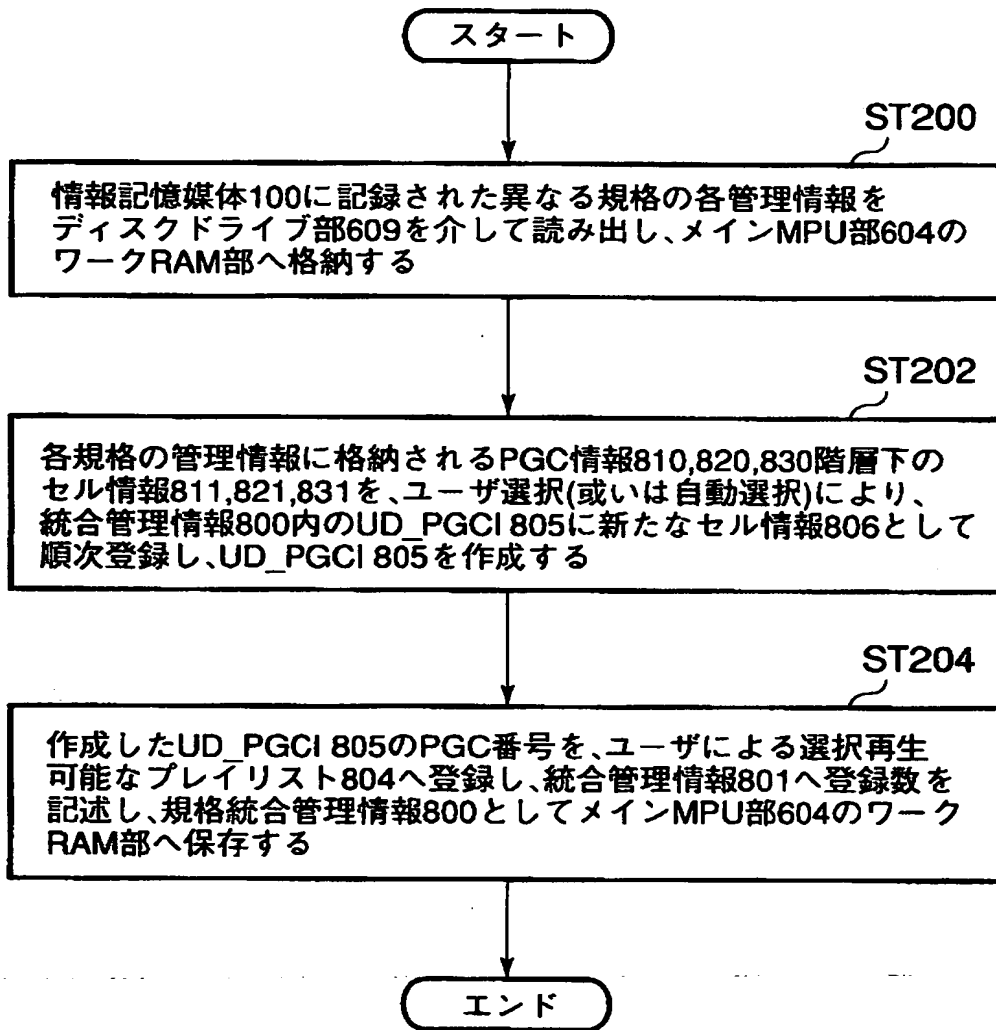 スタート
ST200
情報記憶媒体100に記録された異なる規格の各管理情報を
ディスクドライブ部609を介して読み出し、メインMPU部604の
ワークRAM部へ格納する
ST202
各規格の管理情報に格納されるPGC情報810,820,830階層下の
セル情報811,821,831を、ユーザ選択(或いは自動選択)により、
統合管理情報800内のUD_PGCI 805に新たなセル情報806として
順次登録し、UD_PGCI 805を作成する
ST204
作成したUD_PGCI 805のPGC番号を、ユーザによる選択再生
可能なプレイリスト804へ登録し、統合管理情報801へ登録数を
記述し、規格統合管理情報800としてメインMPU部604のワーク
RAM部へ保存する
エンド